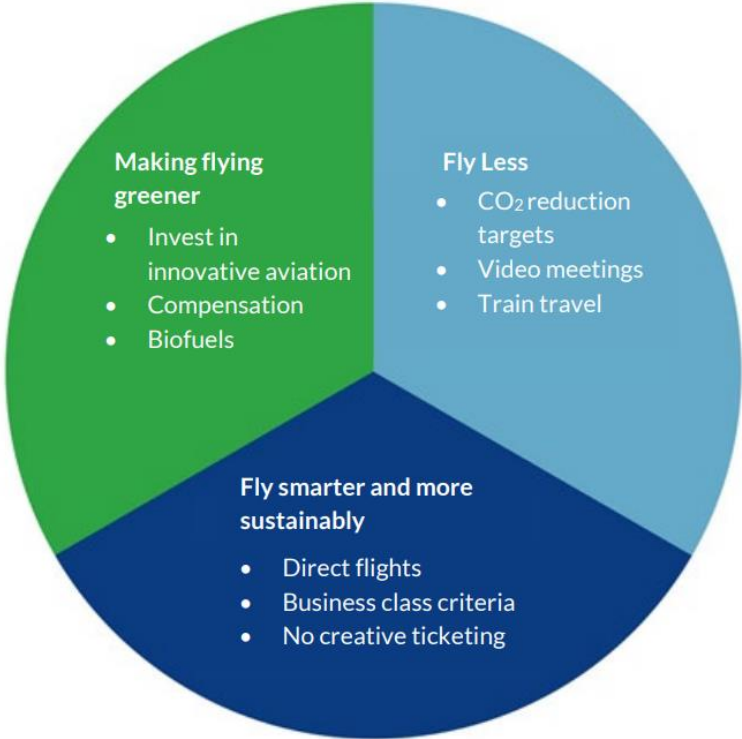 Making flying
greener
• Invest in
innovative aviation
• Compensation
• Biofuels
Fly Less
• CO₂ reduction
targets
• Video meetings
• Train travel
Fly smarter and more
sustainably
• Direct flights
• Business class criteria
• No creative ticketing